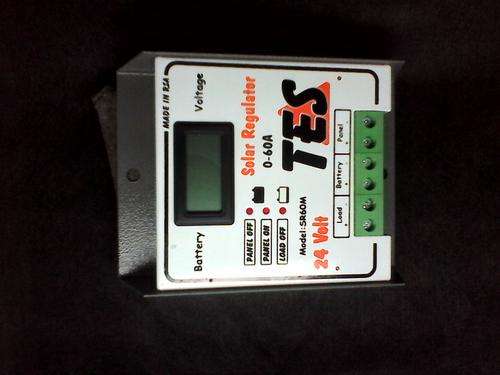 MADE IN RSA
Battery Voltage
PANEL OFF
PANEL ON
LOAD OFF
Solar Regulator
0-60A
Model:SR60M
TES
24 Volt
Load Battery Panel
+ - + - + -